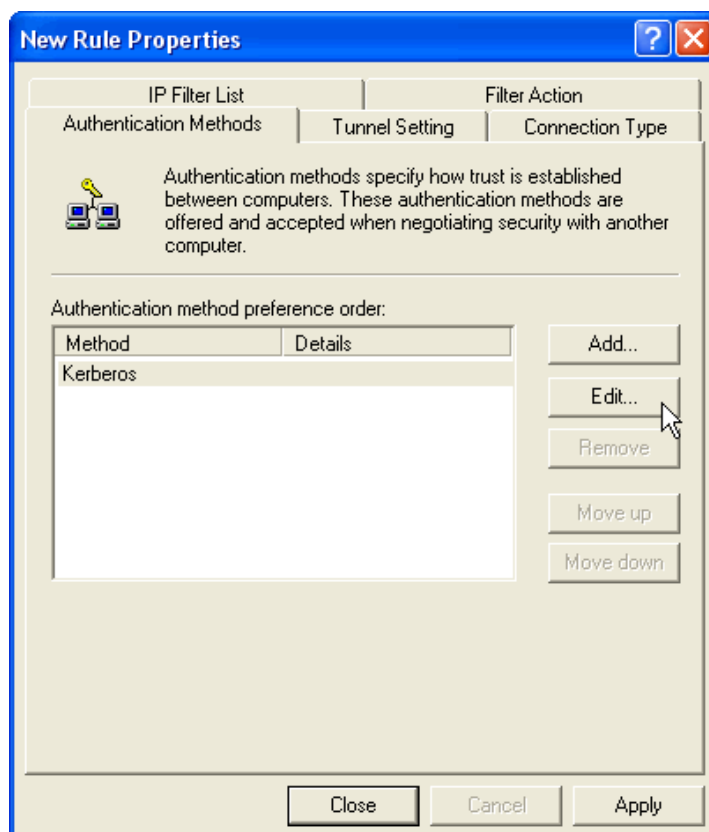 New Rule Properties
IP Filter List
Filter Action
Authentication Methods
Tunnel Setting
Connection Type
Authentication methods specify how trust is established
between computers. These authentication methods are
offered and accepted when negotiating security with another
computer.
Authentication method preference order:
Method
Details
Kerberos
Add...
Edit...
Remove
Move up
Move down
Close
Cancel
Apply